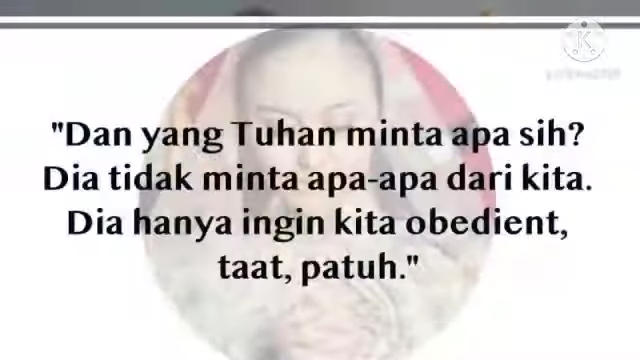 "Dan yang Tuhan minta apa sih?
Dia tidak minta apa-apa dari kita.
Dia hanya ingin kita obedient,
taat, patuh."